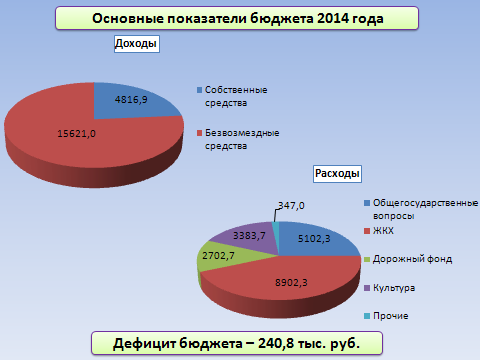 Основные показатели бюджета 2014 года
Доходы
4816,9
15621,0
Собственные
средства
Безвозмездные
средства
Расходы
347,0
3383,7
5102,3
2702,7
8902,3
Общегосударственные
вопросы
ЖКХ
Дорожный фонд
Культура
Прочие
Дефицит бюджета – 240,8 тыс. руб.